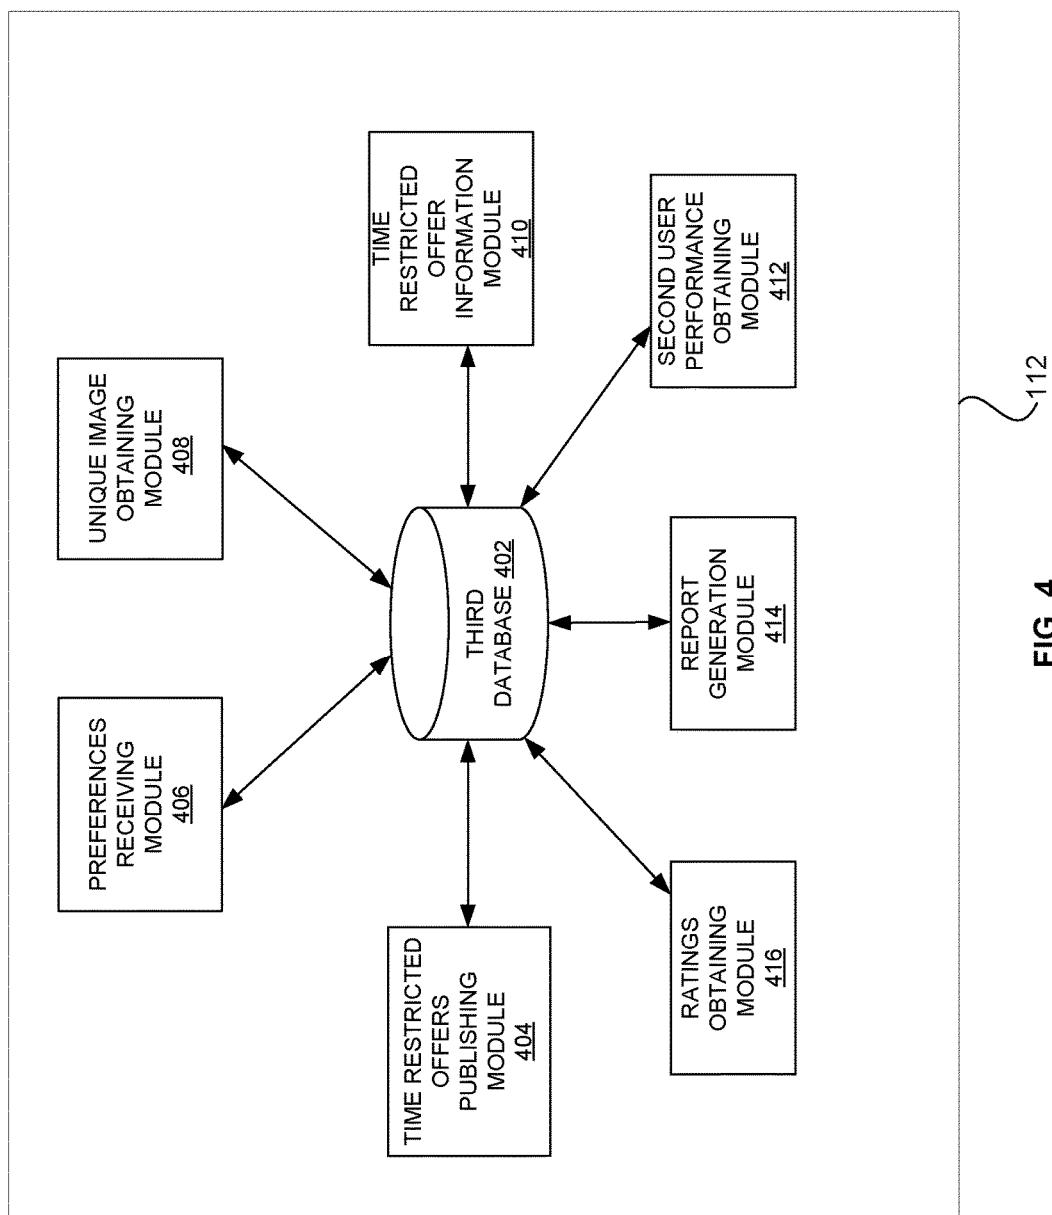 PREFERENCES
RECEIVING
MODULE
406
UNIQUE IMAGE
OBTAINING
MODULE
408
TIME RESTRICTED
OFFERS
PUBLISHING
MODULE
404
THIRD
DATABASE 402
TIME
RESTRICTED
OFFER
INFORMATION
MODULE
410
RATINGS
OBTAINING
MODULE
416
REPORT
GENERATION
MODULE
414
SECOND USER
PERFORMANCE
OBTAINING
MODULE
412
112
FIG. 4